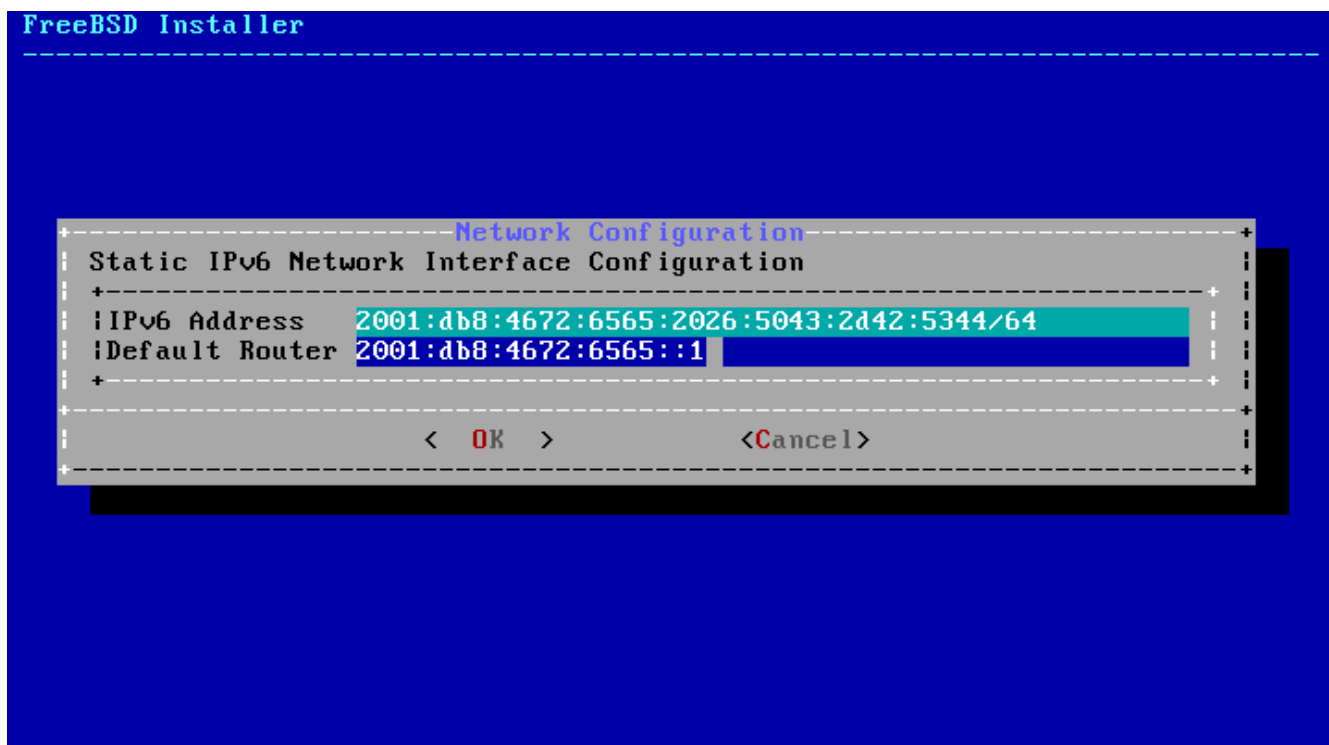 FreeBSD Installer
Network Configuration
Static IPv6 Network Interface Configuration
IPv6 Address 2001:db8:4672:6565:2026:5043:2d42:5344/64
Default Router 2001:db8:4672:6565::1
< OK > <Cancel>